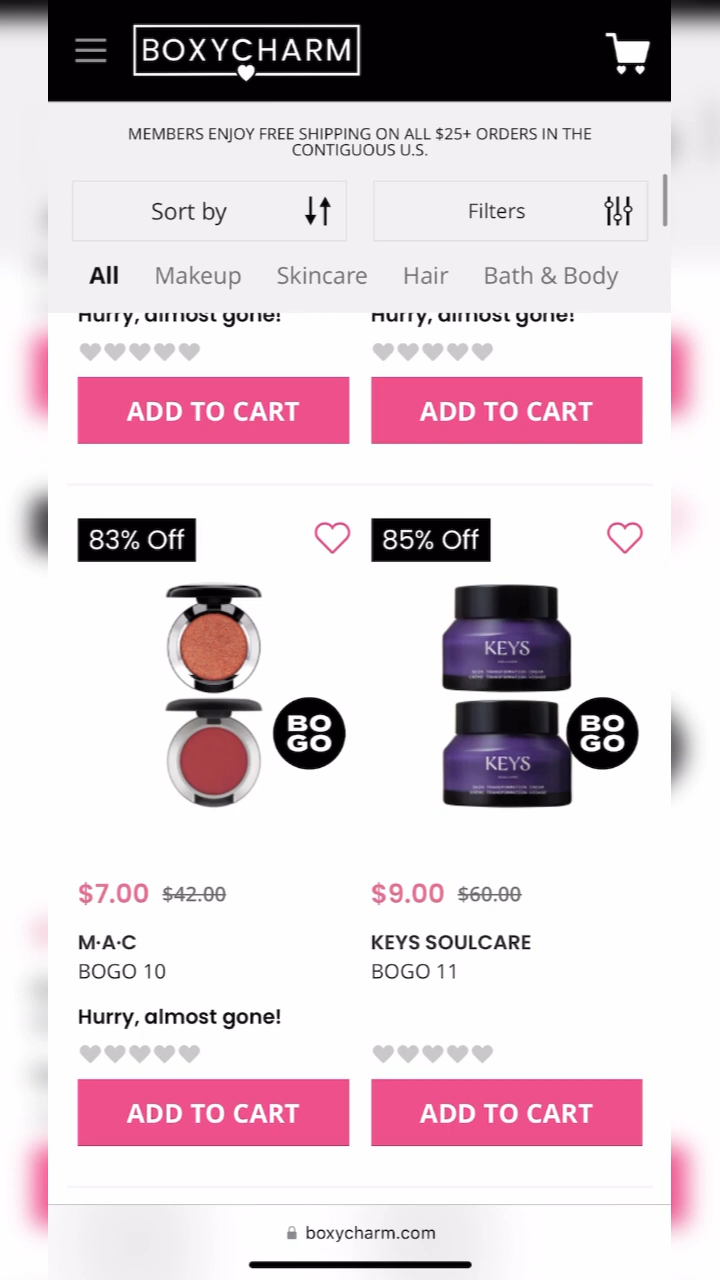 BOXYCHARM
MEMBERS ENJOY FREE SHIPPING ON ALL $25+ ORDERS IN THE
CONTIGUOUS U.S.
Sort by
Filters
All Makeup Skincare Hair Bath & Body
Hurry, almost gone! Hurry, almost gone!
ADD TO CART ADD TO CART
83% Off 85% Off
KEYS
BO
GO
BO
GO
KEYS
$7.00 $42.00 $9.00 $60.00
M·A·C KEYS SOULCARE
BOGO 10 BOGO 11
Hurry, almost gone!
ADD TO CART ADD TO CART
boxycharm.com